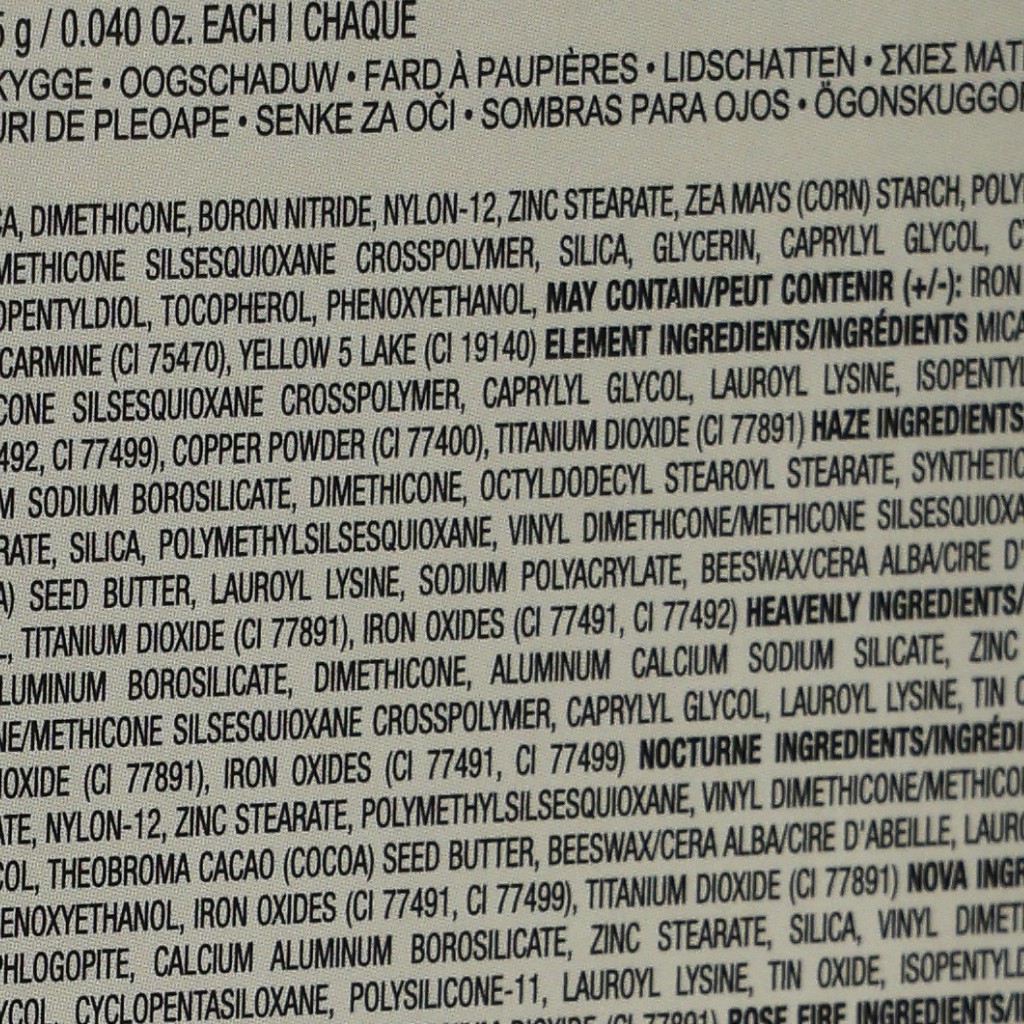 g / 0.040 Oz. EACH | CHAQUE
KYGGE • OOGSCHADUW • FARD À PAUPIÈRES • LIDSCHATTEN • ΣΚΙΕΣ ΜΑΤΙ
URI DE PLEOAPE • SENKE ZA OČI • SOMBRAS PARA OJOS • ÖGONSKUGGOR
CA, DIMETHICONE, BORON NITRIDE, NYLON-12, ZINC STEARATE, ZEA MAYS (CORN) STARCH, POLY
METHICONE SILSESQUIOXANE CROSSPOLYMER, SILICA, GLYCERIN, CAPRYLYL GLYCOL, C
OPENTYLDIOL, TOCOPHEROL, PHENOXYETHANOL, MAY CONTAIN/PEUT CONTENIR (+/-): IRON
CARMINE (CI 75470), YELLOW 5 LAKE (CI 19140) ELEMENT INGREDIENTS/INGRÉDIENTS MICA
CONE SILSESQUIOXANE CROSSPOLYMER, CAPRYLYL GLYCOL, LAUROYL LYSINE, ISOPENTYL
492, CI 77499), COPPER POWDER (CI 77400), TITANIUM DIOXIDE (CI 77891) HAZE INGREDIENTS
M SODIUM BOROSILICATE, DIMETHICONE, OCTYLDODECYL STEAROYL STEARATE, SYNTHETIC
RATE, SILICA, POLYMETHYLSILSESQUIOXANE, VINYL DIMETHICONE/METHICONE SILSESQUIOXA
A) SEED BUTTER, LAUROYL LYSINE, SODIUM POLYACRYLATE, BEESWAX/CERA ALBA/CIRE D'
L, TITANIUM DIOXIDE (CI 77891), IRON OXIDES (CI 77491, CI 77492) HEAVENLY INGREDIENTS/
LUMINUM BOROSILICATE, DIMETHICONE, ALUMINUM CALCIUM SODIUM SILICATE, ZINC
NE/METHICONE SILSESQUIOXANE CROSSPOLYMER, CAPRYLYL GLYCOL, LAUROYL LYSINE, TIN O
IOXIDE (CI 77891), IRON OXIDES (CI 77491, CI 77499) NOCTURNE INGREDIENTS/INGRÉDI
ATE, NYLON-12, ZINC STEARATE, POLYMETHYLSILSESQUIOXANE, VINYL DIMETHICONE/METHICON
COL, THEOBROMA CACAO (COCOA) SEED BUTTER, BEESWAX/CERA ALBA/CIRE D'ABEILLE, LAURO
ENOXYETHANOL, IRON OXIDES (CI 77491, CI 77499), TITANIUM DIOXIDE (CI 77891) NOVA INGR
PHLOGOPITE, CALCIUM ALUMINUM BOROSILICATE, ZINC STEARATE, SILICA, VINYL DIMET
YCOL, CYCLOPENTASILOXANE, POLYSILICONE-11, LAUROYL LYSINE, TIN OXIDE, ISOPENTYLD
DIOXIDE (CI 77891) ROSE FIRE INGREDIENTS/I